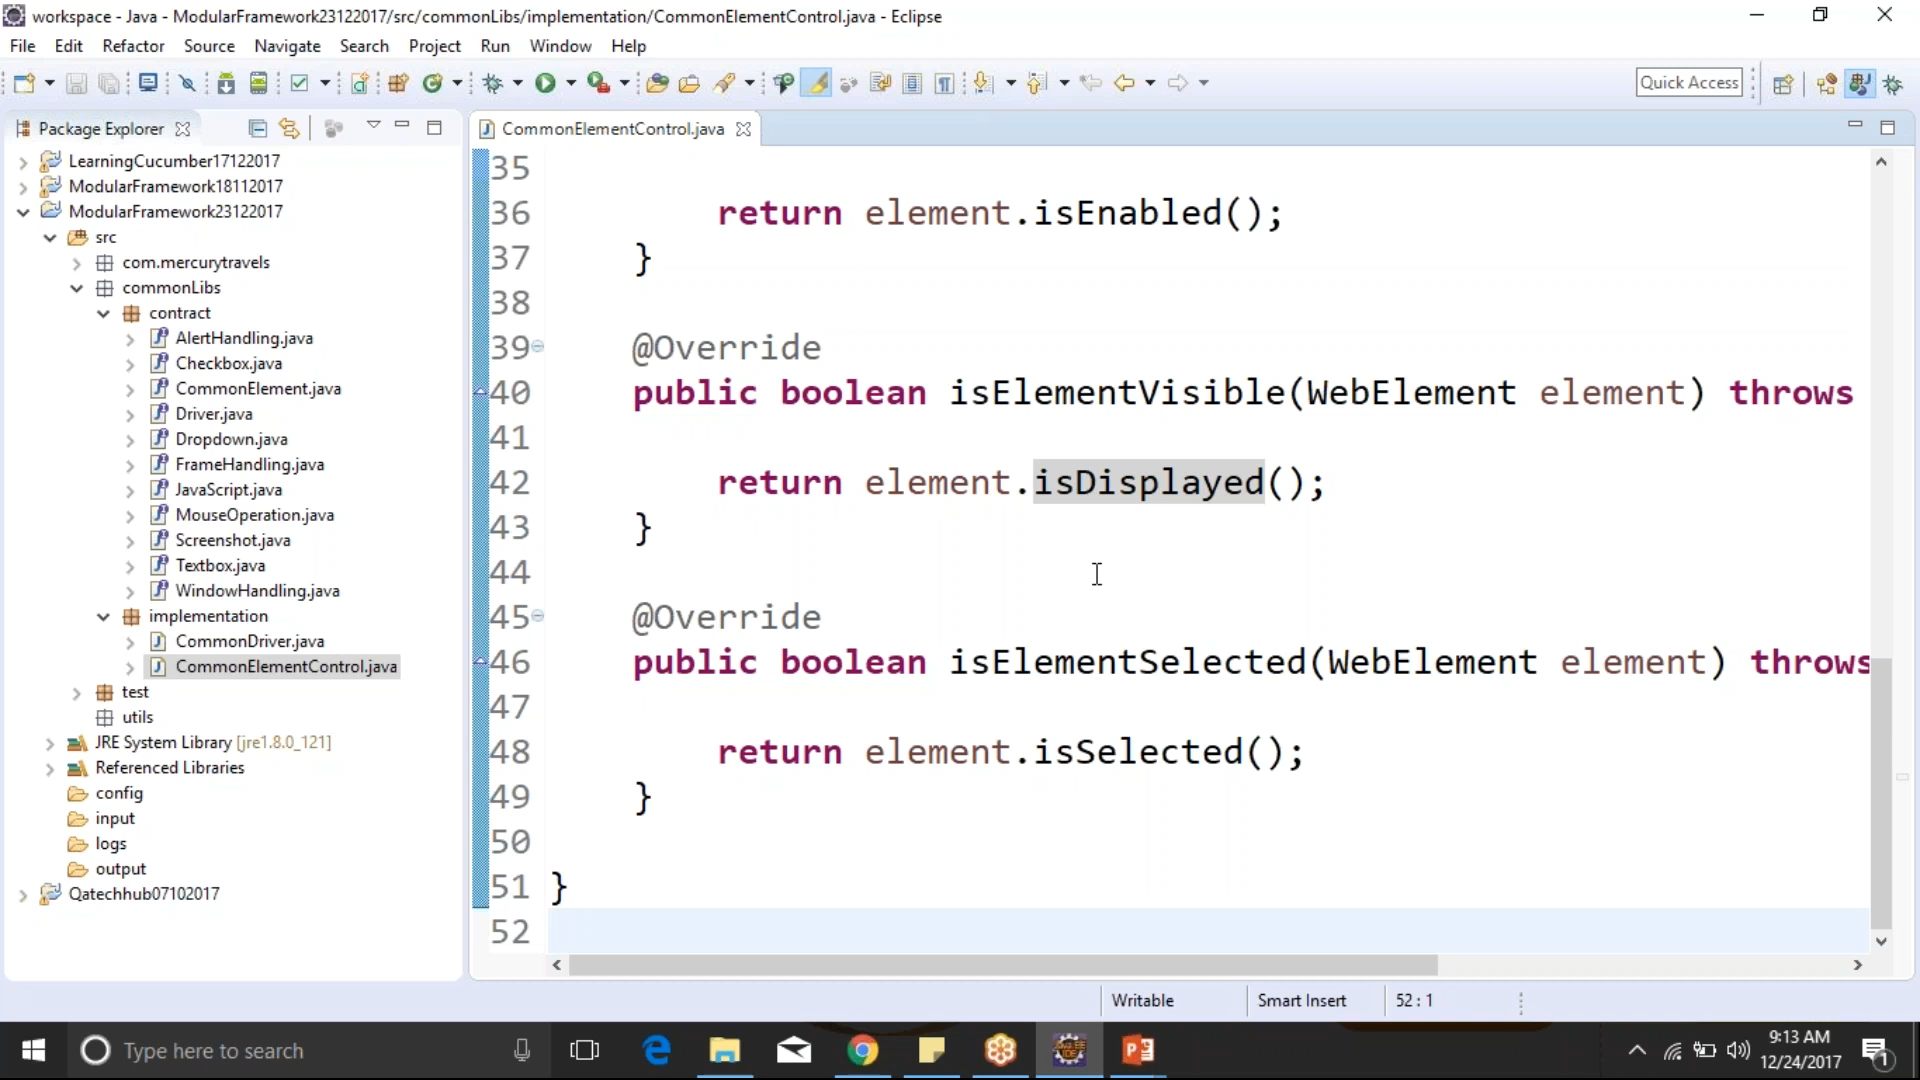 workspace - Java - ModularFramework23122017/src/commonLibs/implementation/CommonElementControl.java - Eclipse
File Edit Refactor Source Navigate Search Project Run Window Help
Quick Access
Package Explorer
LearningCucumber17122017
ModularFramework18112017
ModularFramework23122017
src
com.mercurytravels
commonLibs
contract
AlertHandling.java
Checkbox.java
CommonElement.java
Driver.java
Dropdown.java
FrameHandling.java
JavaScript.java
MouseOperation.java
Screenshot.java
Textbox.java
WindowHandling.java
implementation
CommonDriver.java
CommonElementControl.java
test
utils
JRE System Library [jre1.8.0_121]
Referenced Libraries
config
input
logs
output
Qatechhub07102017
CommonElementControl.java
35
36 return element.isEnabled();
37 }
38
39 @Override
40 public boolean isElementVisible(WebElement element) throws
41
42 return element.isDisplayed();
43 }
44
45 @Override
46 public boolean isElementSelected(WebElement element) throws
47
48 return element.isSelected();
49 }
50
51 }
52
Writable Smart Insert 52 : 1
Type here to search
9:13 AM
12/24/2017
1